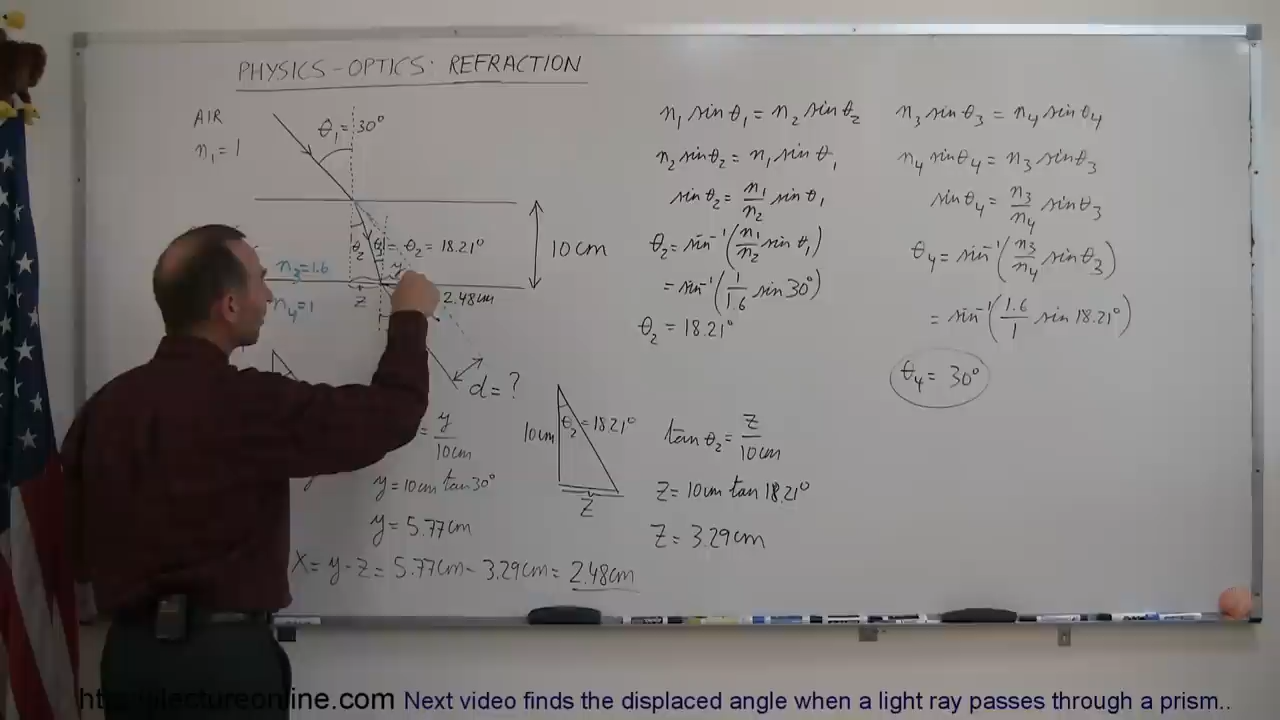 PHYSICS-OPTICS: REFRACTION
AIR
n₁ = 1
θ₁ = 30°
θ₂ θ₃ = θ₂ = 18.21°
10cm
n₃=1.6
y
n₄=1
z
2.48cm
d = ?
= y/10cm
y = 10cm tan30°
y = 5.77cm
X = y - z = 5.77cm - 3.29cm = 2.48cm
10cm
θ₂ = 18.21°
z
tan θ₂ = z/10cm
z = 10cm tan 18.21°
z = 3.29cm
n₁ sin θ₁ = n₂ sin θ₂
n₂ sin θ₂ = n₁ sin θ₁
sin θ₂ = n₁/n₂ sin θ₁
θ₂ = sin⁻¹(n₁/n₂ sin θ₁)
= sin⁻¹(1/1.6 sin 30°)
θ₂ = 18.21°
n₃ sin θ₃ = n₄ sin θ₄
n₄ sin θ₄ = n₃ sin θ₃
sin θ₄ = n₃/n₄ sin θ₃
θ₄ = sin⁻¹(n₃/n₄ sin θ₃)
= sin⁻¹(1.6/1 sin 18.21°)
θ₄ = 30°
lectureonline.com Next video finds the displaced angle when a light ray passes through a prism..